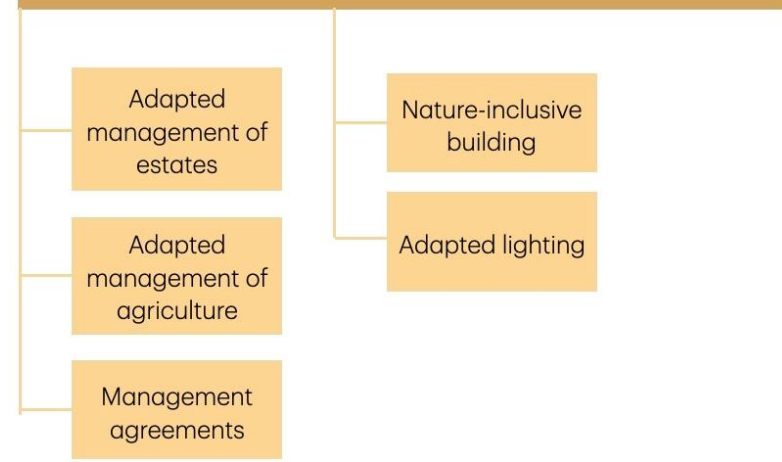 Adapted
management of
estates
Adapted
management of
agriculture
Management
agreements
Nature-inclusive
building
Adapted lighting